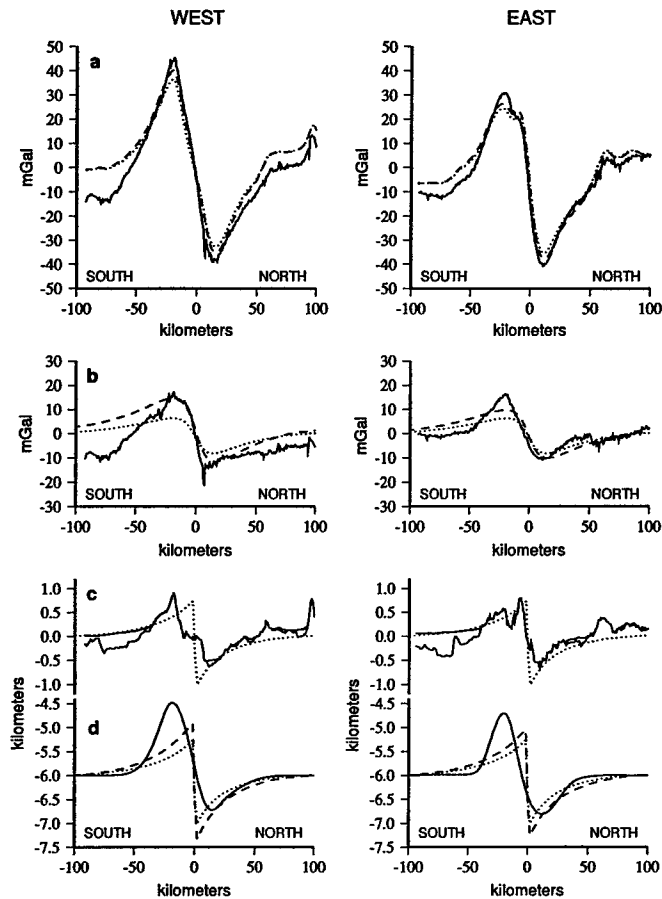 WEST EAST
a
50 50
40 40
30 30
20 20
10 10
0 0
-10 -10
-20 -20
-30 -30
-40 -40
-50 -50
mGal mGal
SOUTH NORTH SOUTH NORTH
-100 -50 0 50 100 -100 -50 0 50 100
kilometers kilometers
b
30 30
20 20
10 10
0 0
-10 -10
-20 -20
-30 -30
mGal mGal
SOUTH NORTH SOUTH NORTH
-100 -50 0 50 100 -100 -50 0 50 100
kilometers kilometers
c
1.0 1.0
0.5 0.5
0.0 0.0
-0.5 -0.5
-1.0 -1.0
kilometers kilometers
d
-4.5 -4.5
-5.0 -5.0
-5.5 -5.5
-6.0 -6.0
-6.5 -6.5
-7.0 -7.0
-7.5 -7.5
SOUTH NORTH SOUTH NORTH
-100 -50 0 50 100 -100 -50 0 50 100
kilometers kilometers